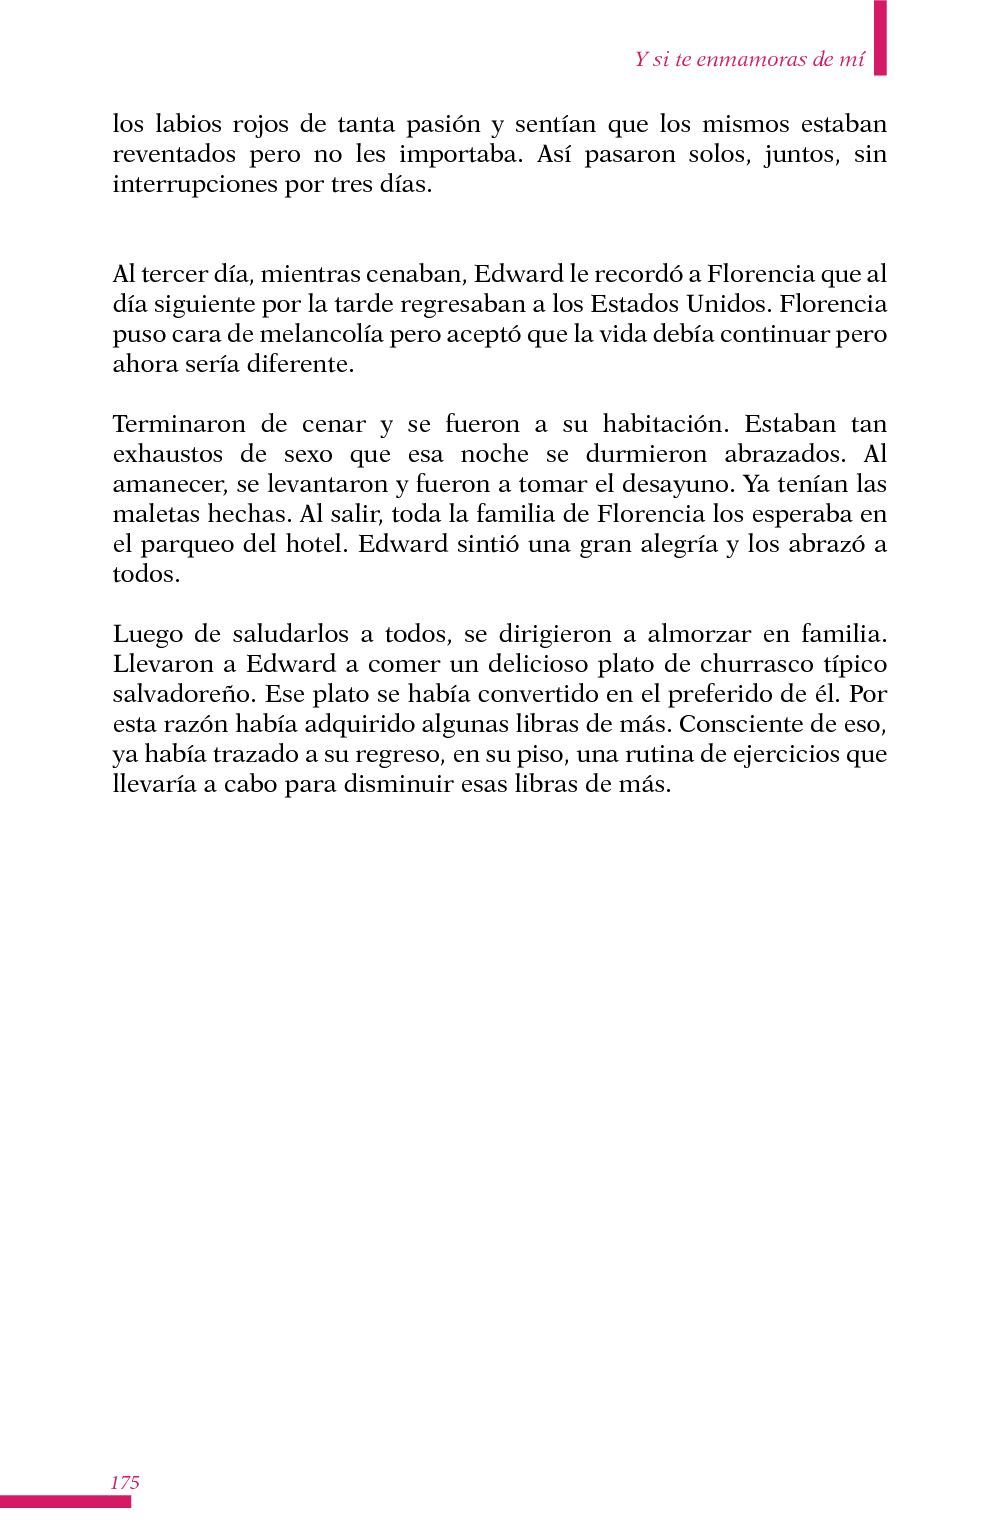 Y si te enmamoras de mí
los labios rojos de tanta pasión y sentían que los mismos estaban
reventados pero no les importaba. Así pasaron solos, juntos, sin
interrupciones por tres días.
Al tercer día, mientras cenaban, Edward le recordó a Florencia que al
día siguiente por la tarde regresaban a los Estados Unidos. Florencia
puso cara de melancolía pero aceptó que la vida debía continuar pero
ahora sería diferente.
Terminaron de cenar y se fueron a su habitación. Estaban tan
exhaustos de sexo que esa noche se durmieron abrazados. Al
amanecer, se levantaron y fueron a tomar el desayuno. Ya tenían las
maletas hechas. Al salir, toda la familia de Florencia los esperaba en
el parqueo del hotel. Edward sintió una gran alegría y los abrazó a
todos.
Luego de saludarlos a todos, se dirigieron a almorzar en familia.
Llevaron a Edward a comer un delicioso plato de churrasco típico
salvadoreño. Ese plato se había convertido en el preferido de él. Por
esta razón había adquirido algunas libras de más. Consciente de eso,
ya había trazado a su regreso, en su piso, una rutina de ejercicios que
llevaría a cabo para disminuir esas libras de más.
175